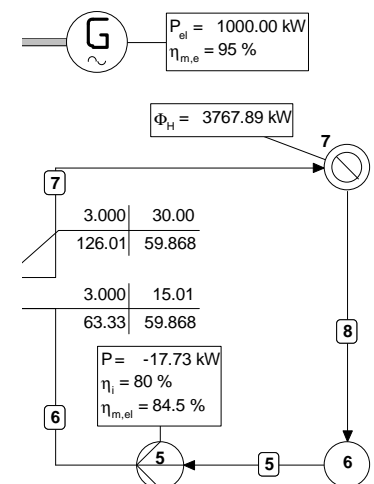 G
P_el = 1000.00 kW
η_m,e = 95 %
Φ_H = 3767.89 kW
7
7
3.000 30.00
126.01 59.868
3.000 15.01
63.33 59.868
8
P = -17.73 kW
η_i = 80 %
η_m,el = 84.5 %
6
5
5
6